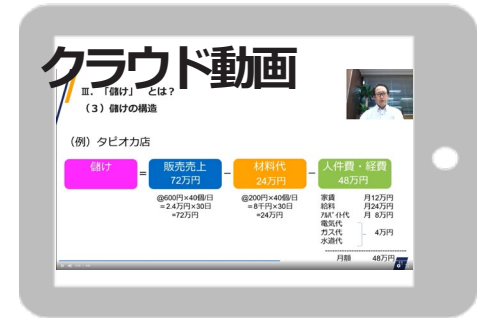 クラウド動画
Ⅲ.「儲け」 とは?
(3)儲けの構造
(例)タピオカ店
儲け = 販売売上 - 材料代 - 人件費・経費
72万円 24万円 48万円
@600円×40個/日 @200円×40個/日
=2.4万円×30日 =8千円×30日
=72万円 =24万円
家賃 月12万円
給料 月24万円
ｱﾙﾊﾞｲﾄ代 月 8万円
電気代
ガス代 4万円
水道代
月額 48万円